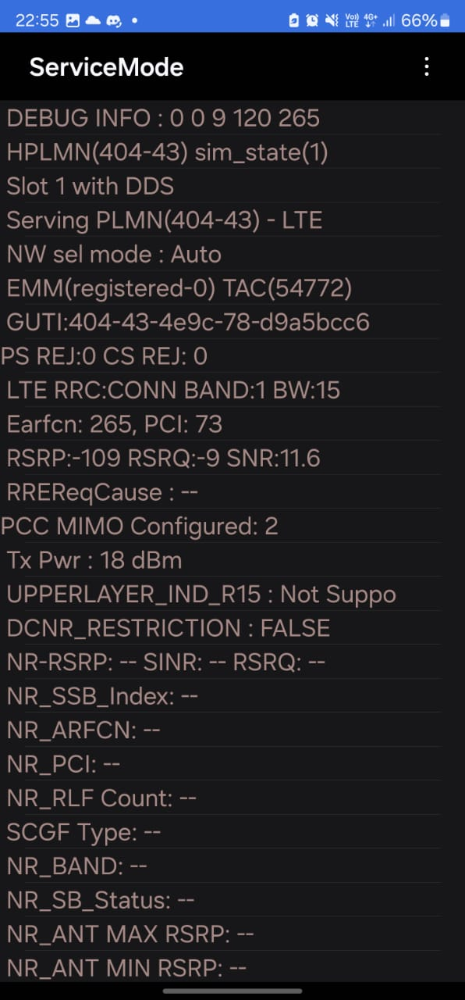 22:55 Vo)) LTE 4G+ 66%
ServiceMode
DEBUG INFO : 0 0 9 120 265
HPLMN(404-43) sim_state(1)
Slot 1 with DDS
Serving PLMN(404-43) - LTE
NW sel mode : Auto
EMM(registered-0) TAC(54772)
GUTI:404-43-4e9c-78-d9a5bcc6
PS REJ:0 CS REJ: 0
LTE RRC:CONN BAND:1 BW:15
Earfcn: 265, PCI: 73
RSRP:-109 RSRQ:-9 SNR:11.6
RREReqCause : --
PCC MIMO Configured: 2
Tx Pwr : 18 dBm
UPPERLAYER_IND_R15 : Not Suppo
DCNR_RESTRICTION : FALSE
NR-RSRP: -- SINR: -- RSRQ: --
NR_SSB_Index: --
NR_ARFCN: --
NR_PCI: --
NR_RLF Count: --
SCGF Type: --
NR_BAND: --
NR_SB_Status: --
NR_ANT MAX RSRP: --
NR_ANT MIN RSRP: --